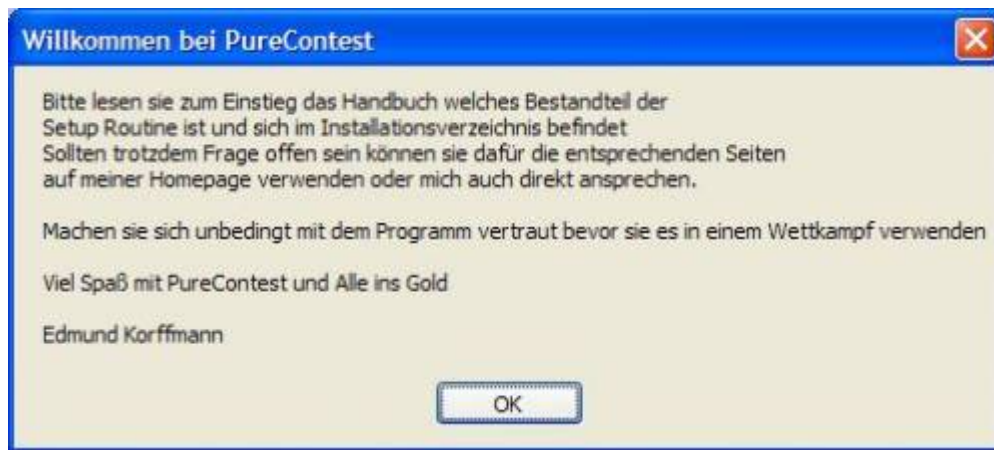 Willkommen bei PureContest
Bitte lesen sie zum Einstieg das Handbuch welches Bestandteil der
Setup Routine ist und sich im Installationsverzeichnis befindet
Sollten trotzdem Frage offen sein können sie dafür die entsprechenden Seiten
auf meiner Homepage verwenden oder mich auch direkt ansprechen.
Machen sie sich unbedingt mit dem Programm vertraut bevor sie es in einem Wettkampf verwenden
Viel Spaß mit PureContest und Alle ins Gold
Edmund Korffmann
OK